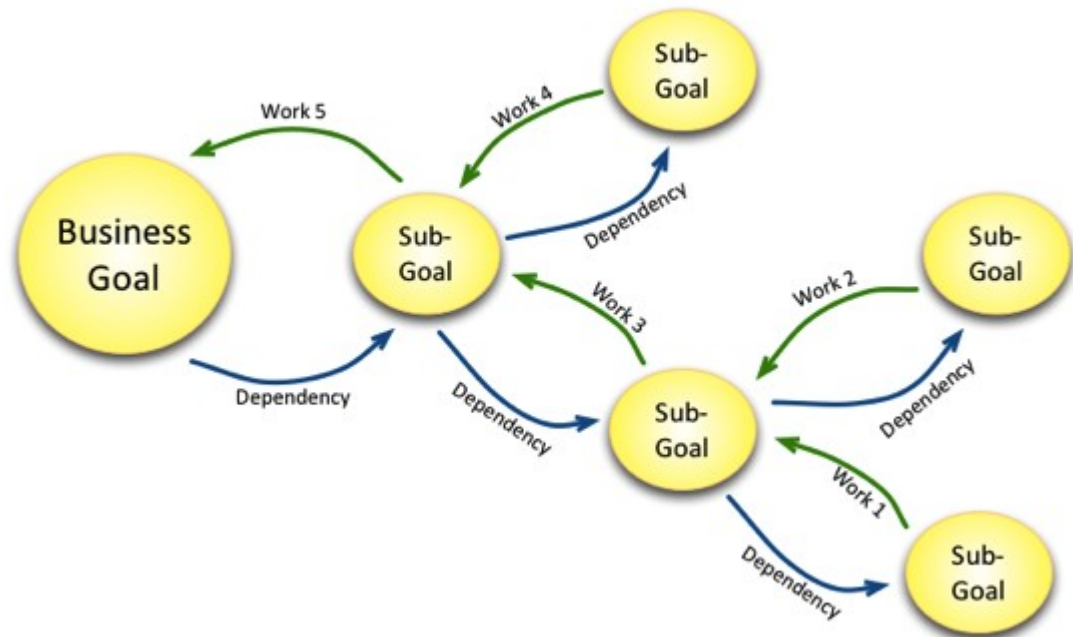 Sub-
Goal
Work 4
Work 5
Dependency
Business
Goal
Sub-
Goal
Sub-
Goal
Work 3
Work 2
Dependency
Dependency
Dependency
Sub-
Goal
Work 1
Dependency
Sub-
Goal